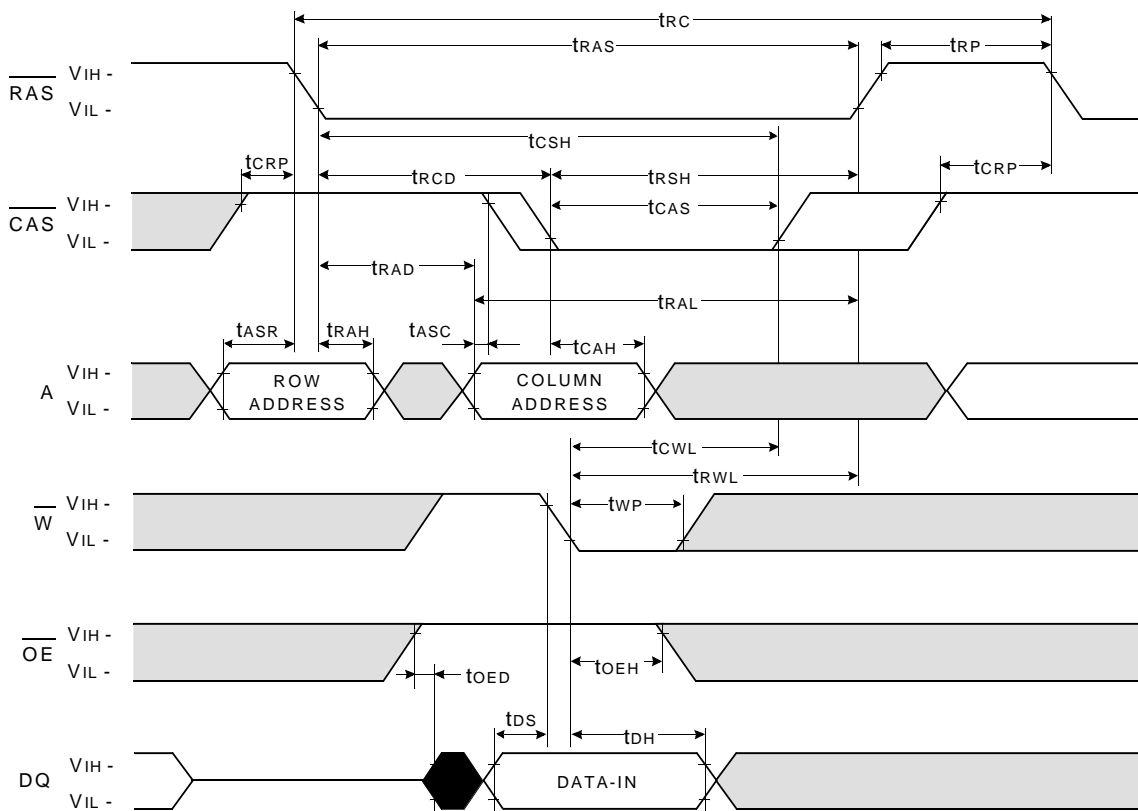 tRC
tRAS
tRP
RAS
VIH -
VIL -
tCSH
tCRP
tRCD
tRSH
tCRP
CAS
VIH -
VIL -
tCAS
tRAD
tRAL
tASR
tRAH
tASC
tCAH
A
VIH -
VIL -
ROW
ADDRESS
COLUMN
ADDRESS
tCWL
tRWL
W
VIH -
VIL -
tWP
OE
VIH -
VIL -
tOED
tOEH
tDS
tDH
DQ
VIH -
VIL -
DATA-IN